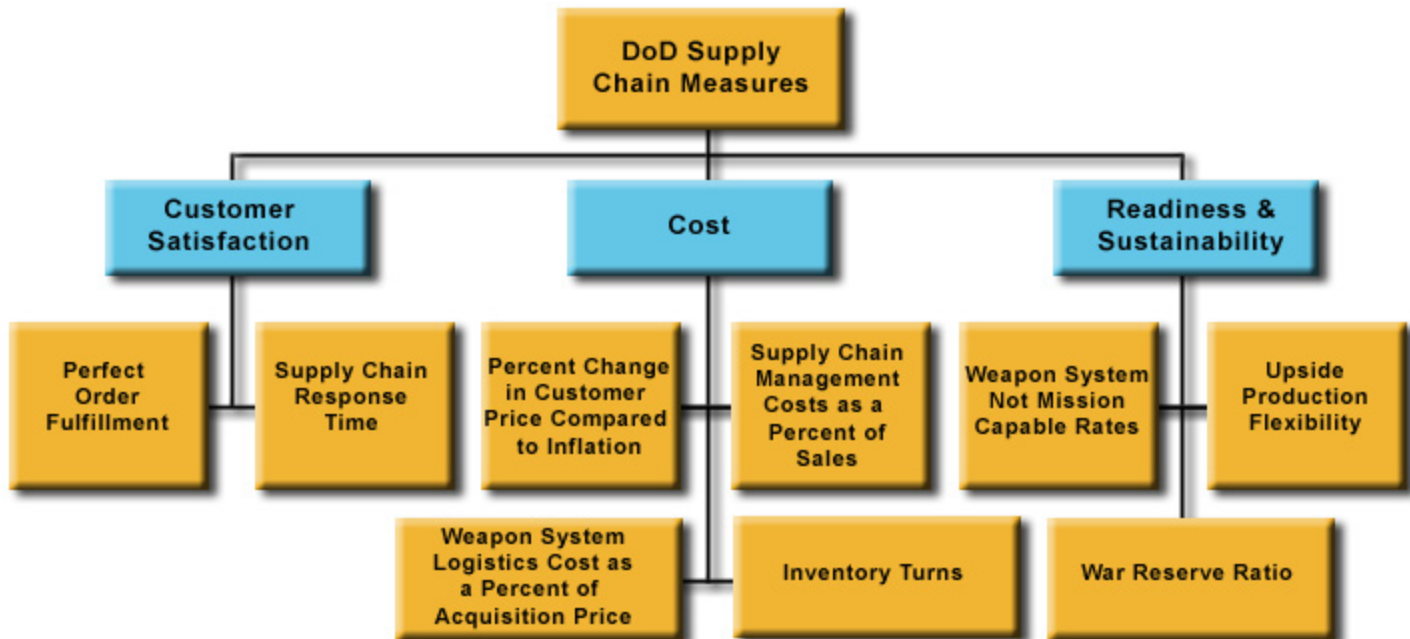 DoD Supply
Chain Measures
Customer
Satisfaction
Cost
Readiness &
Sustainability
Perfect
Order
Fulfillment
Supply Chain
Response
Time
Percent Change
in Customer
Price Compared
to Inflation
Supply Chain
Management
Costs as a
Percent of
Sales
Weapon System
Not Mission
Capable Rates
Upside
Production
Flexibility
Weapon System
Logistics Cost as
a Percent of
Acquisition Price
Inventory Turns
War Reserve Ratio